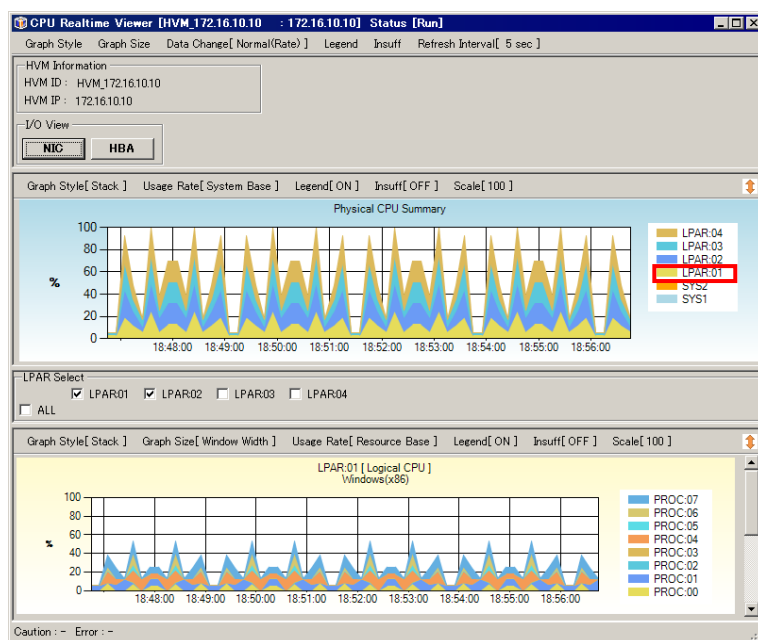 CPU Realtime Viewer [HVM_172.16.10.10 : 172.16.10.10] Status [Run]
Graph Style Graph Size Data Change[ Normal(Rate) ] Legend Insuff Refresh Interval[ 5 sec ]
HVM Information
HVM ID : HVM_172.16.10.10
HVM IP : 172.16.10.10
I/O View
NIC HBA
Graph Style[ Stack ] Usage Rate[ System Base ] Legend[ ON ] Insuff[ OFF ] Scale[ 100 ]
Physical CPU Summary
100
80
60
40
20
0
%
18:48:00 18:49:00 18:50:00 18:51:00 18:52:00 18:53:00 18:54:00 18:55:00 18:56:00
LPAR:04
LPAR:03
LPAR:02
LPAR:01
SYS2
SYS1
LPAR Select
LPAR01 LPAR02 LPAR03 LPAR04
ALL
Graph Style[ Stack ] Graph Size[ Window Width ] Usage Rate[ Resource Base ] Legend[ ON ] Insuff[ OFF ] Scale[ 100 ]
LPAR:01 [ Logical CPU ]
Windows(x86)
100
80
60
40
20
0
%
18:48:00 18:49:00 18:50:00 18:51:00 18:52:00 18:53:00 18:54:00 18:55:00 18:56:00
PROC:07
PROC:06
PROC:05
PROC:04
PROC:03
PROC:02
PROC:01
PROC:00
Caution : - Error : -